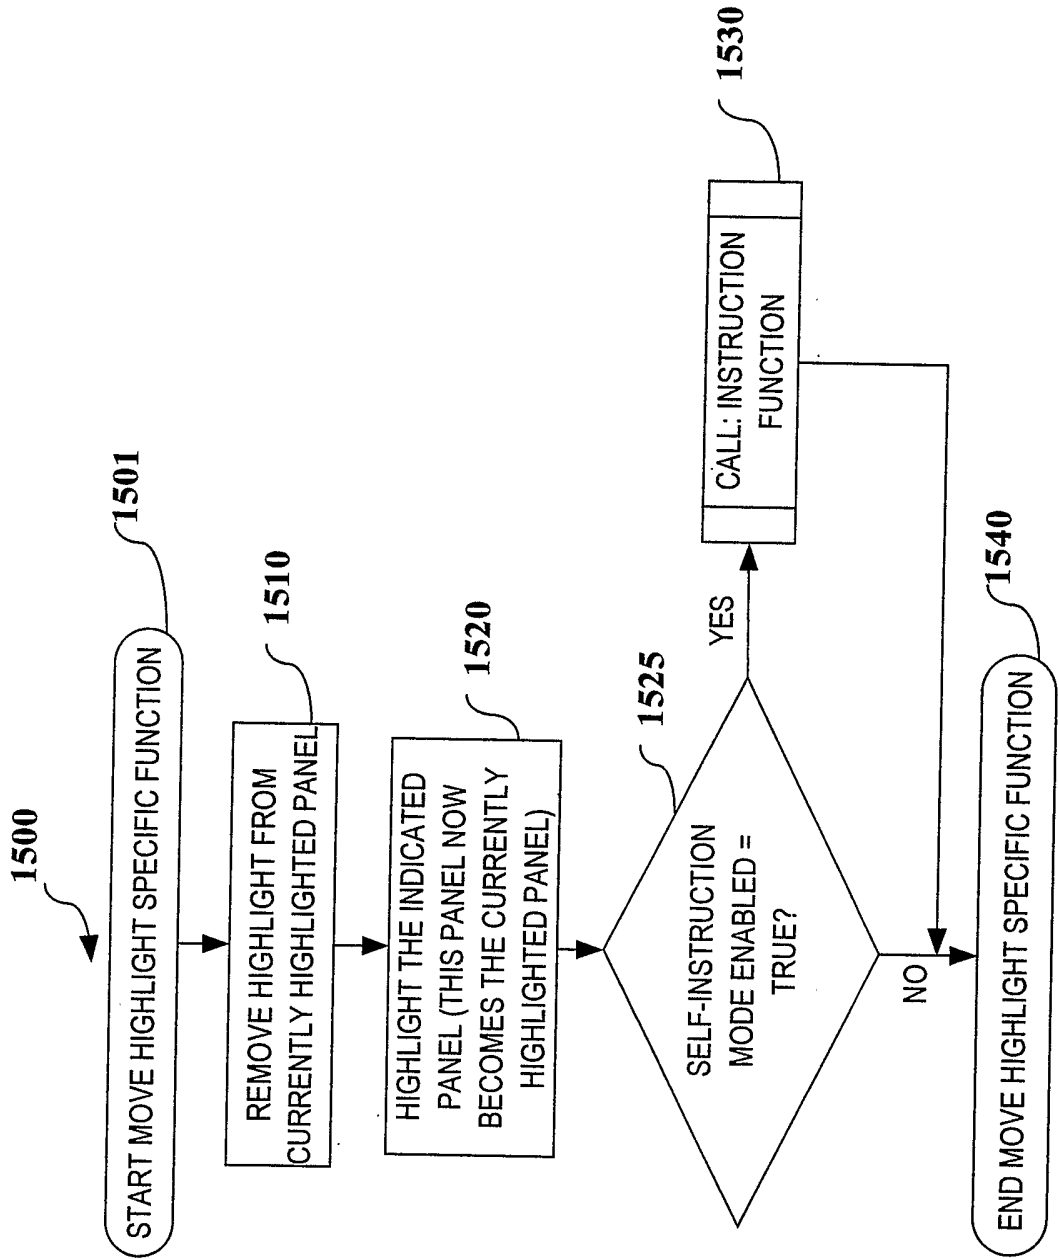 1500
START MOVE HIGHLIGHT SPECIFIC FUNCTION
1501
REMOVE HIGHLIGHT FROM
CURRENTLY HIGHLIGHTED PANEL
1510
HIGHLIGHT THE INDICATED
PANEL (THIS PANEL NOW
BECOMES THE CURRENTLY
HIGHLIGHTED PANEL)
1520
SELF-INSTRUCTION
MODE ENABLED =
TRUE?
1525
YES
CALL: INSTRUCTION
FUNCTION
1530
NO
END MOVE HIGHLIGHT SPECIFIC FUNCTION
1540